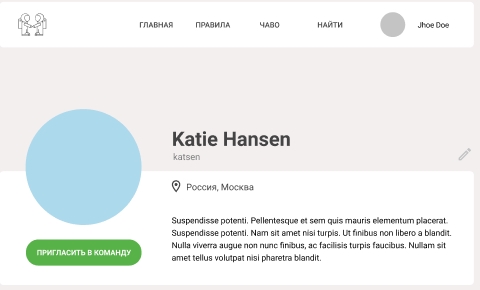 ГЛАВНАЯ ПРАВИЛА ЧАВО НАЙТИ Jhoe Doe
Katie Hansen
katsen
Россия, Москва
Suspendisse potenti. Pellentesque et sem quis mauris elementum placerat.
Suspendisse potenti. Nam sit amet nisi turpis. Ut finibus non libero a blandit.
Nulla viverra augue non nunc finibus, ac facilisis turpis faucibus. Nullam sit
amet tellus volutpat nisi pharetra blandit.
ПРИГЛАСИТЬ В КОМАНДУ